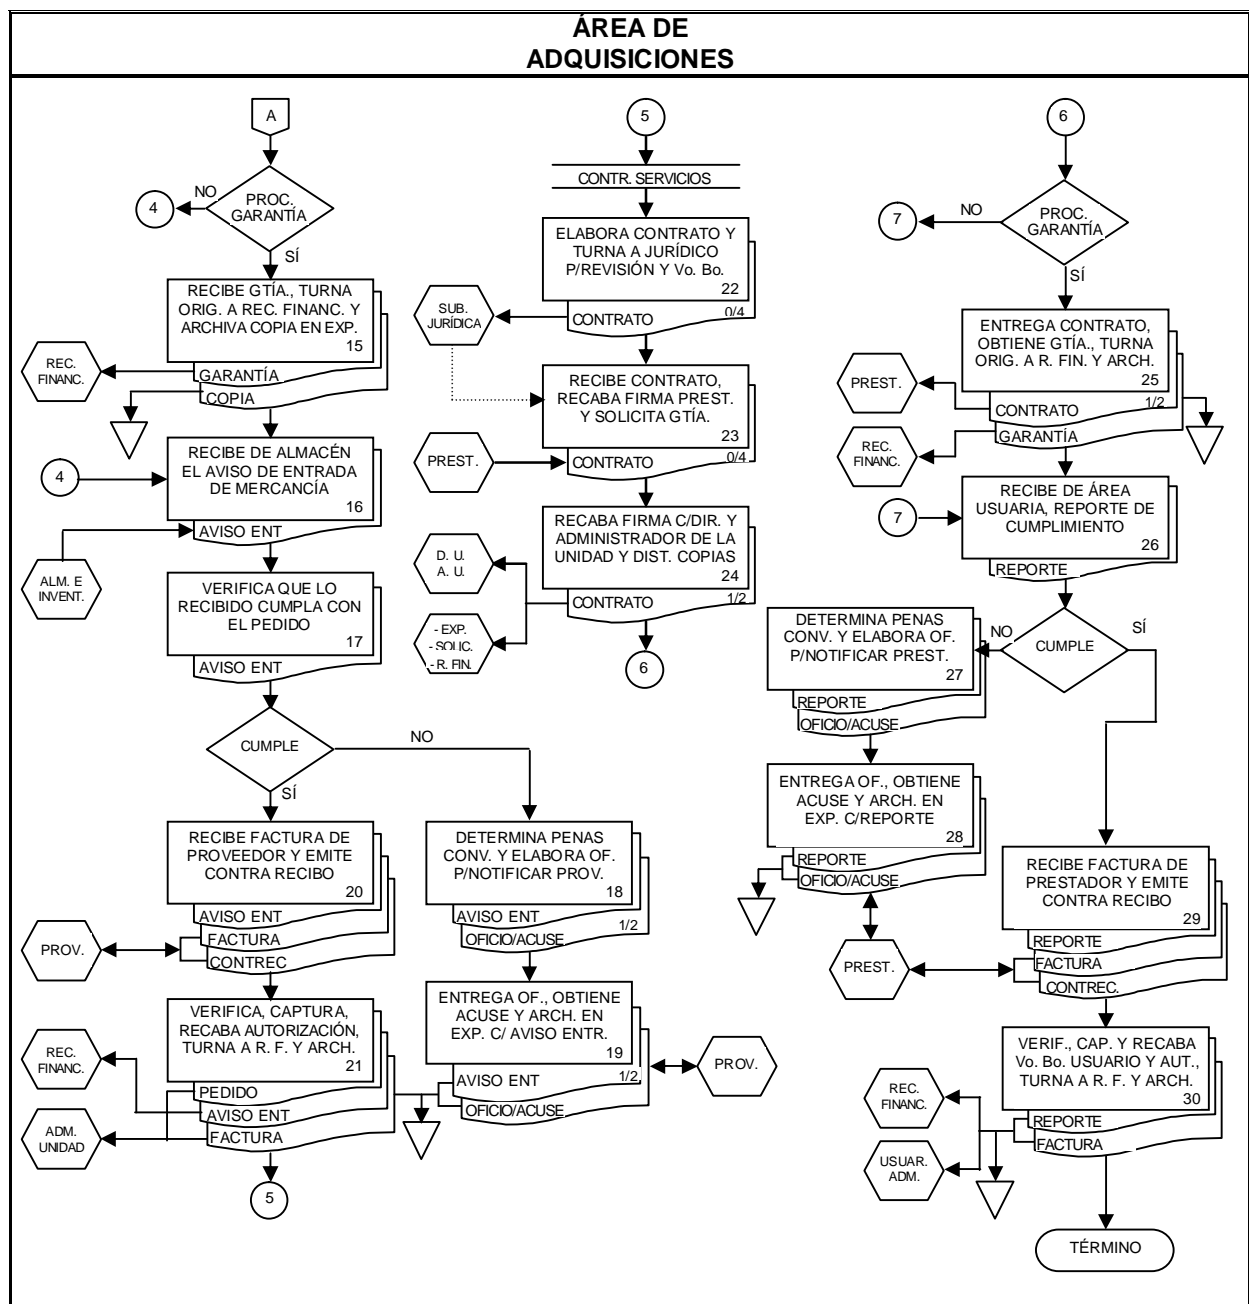 ÁREA DE
ADQUISICIONES
A
NO
4
PROC.
GARANTÍA
SÍ
RECIBE GTÍA., TURNA
ORIG. A REC. FINANC. Y
ARCHIVA COPIA EN EXP.
15
REC.
FINANC.
GARANTÍA
COPIA
4
RECIBE DE ALMACÉN
EL AVISO DE ENTRADA
DE MERCANCÍA
16
AVISO ENT
ALM. E
INVENT.
VERIFICA QUE LO
RECIBIDO CUMPLA CON
EL PEDIDO
17
AVISO ENT
CUMPLE
NO
SÍ
RECIBE FACTURA DE
PROVEEDOR Y EMITE
CONTRA RECIBO
20
AVISO ENT
FACTURA
CONTREC
PROV.
VERIFICA, CAPTURA,
RECABA AUTORIZACIÓN,
TURNA A R. F. Y ARCH.
21
REC.
FINANC.
PEDIDO
AVISO ENT
FACTURA
ADM.
UNIDAD
5
DETERMINA PENAS
CONV. Y ELABORA OF.
P/NOTIFICAR PROV.
18
AVISO ENT
1/2
OFICIO/ACUSE
ENTREGA OF., OBTIENE
ACUSE Y ARCH. EN
EXP. C/ AVISO ENTR.
19
AVISO ENT
1/2
OFICIO/ACUSE
PROV.
5
CONTR. SERVICIOS
ELABORA CONTRATO Y
TURNA A JURÍDICO
P/REVISIÓN Y Vo. Bo.
22
0/4
CONTRATO
SUB.
JURÍDICA
RECIBE CONTRATO,
RECABA FIRMA PREST.
Y SOLICITA GTÍA.
23
PREST.
CONTRATO
0/4
RECABA FIRMA C/DIR. Y
ADMINISTRADOR DE LA
UNIDAD Y DIST. COPIAS
24
D. U.
A. U.
CONTRATO
1/2
- EXP.
- SOLIC.
- R. FIN.
6
6
7
NO
PROC.
GARANTÍA
SÍ
ENTREGA CONTRATO,
OBTIENE GTÍA., TURNA
ORIG. A R. FIN. Y ARCH.
25
PREST.
CONTRATO
1/2
GARANTÍA
REC.
FINANC.
7
RECIBE DE ÁREA
USUARIA, REPORTE DE
CUMPLIMIENTO
26
REPORTE
NO
CUMPLE
SÍ
DETERMINA PENAS
CONV. Y ELABORA OF.
P/NOTIFICAR PREST.
27
REPORTE
OFICIO/ACUSE
ENTREGA OF., OBTIENE
ACUSE Y ARCH. EN
EXP. C/REPORTE
28
REPORTE
OFICIO/ACUSE
PREST.
RECIBE FACTURA DE
PRESTADOR Y EMITE
CONTRA RECIBO
29
REPORTE
FACTURA
CONTREC.
VERIF., CAP. Y RECABA
Vo. Bo. USUARIO Y AUT.,
TURNA A R. F. Y ARCH.
30
REC.
FINANC.
REPORTE
FACTURA
USUAR.
ADM.
TÉRMINO